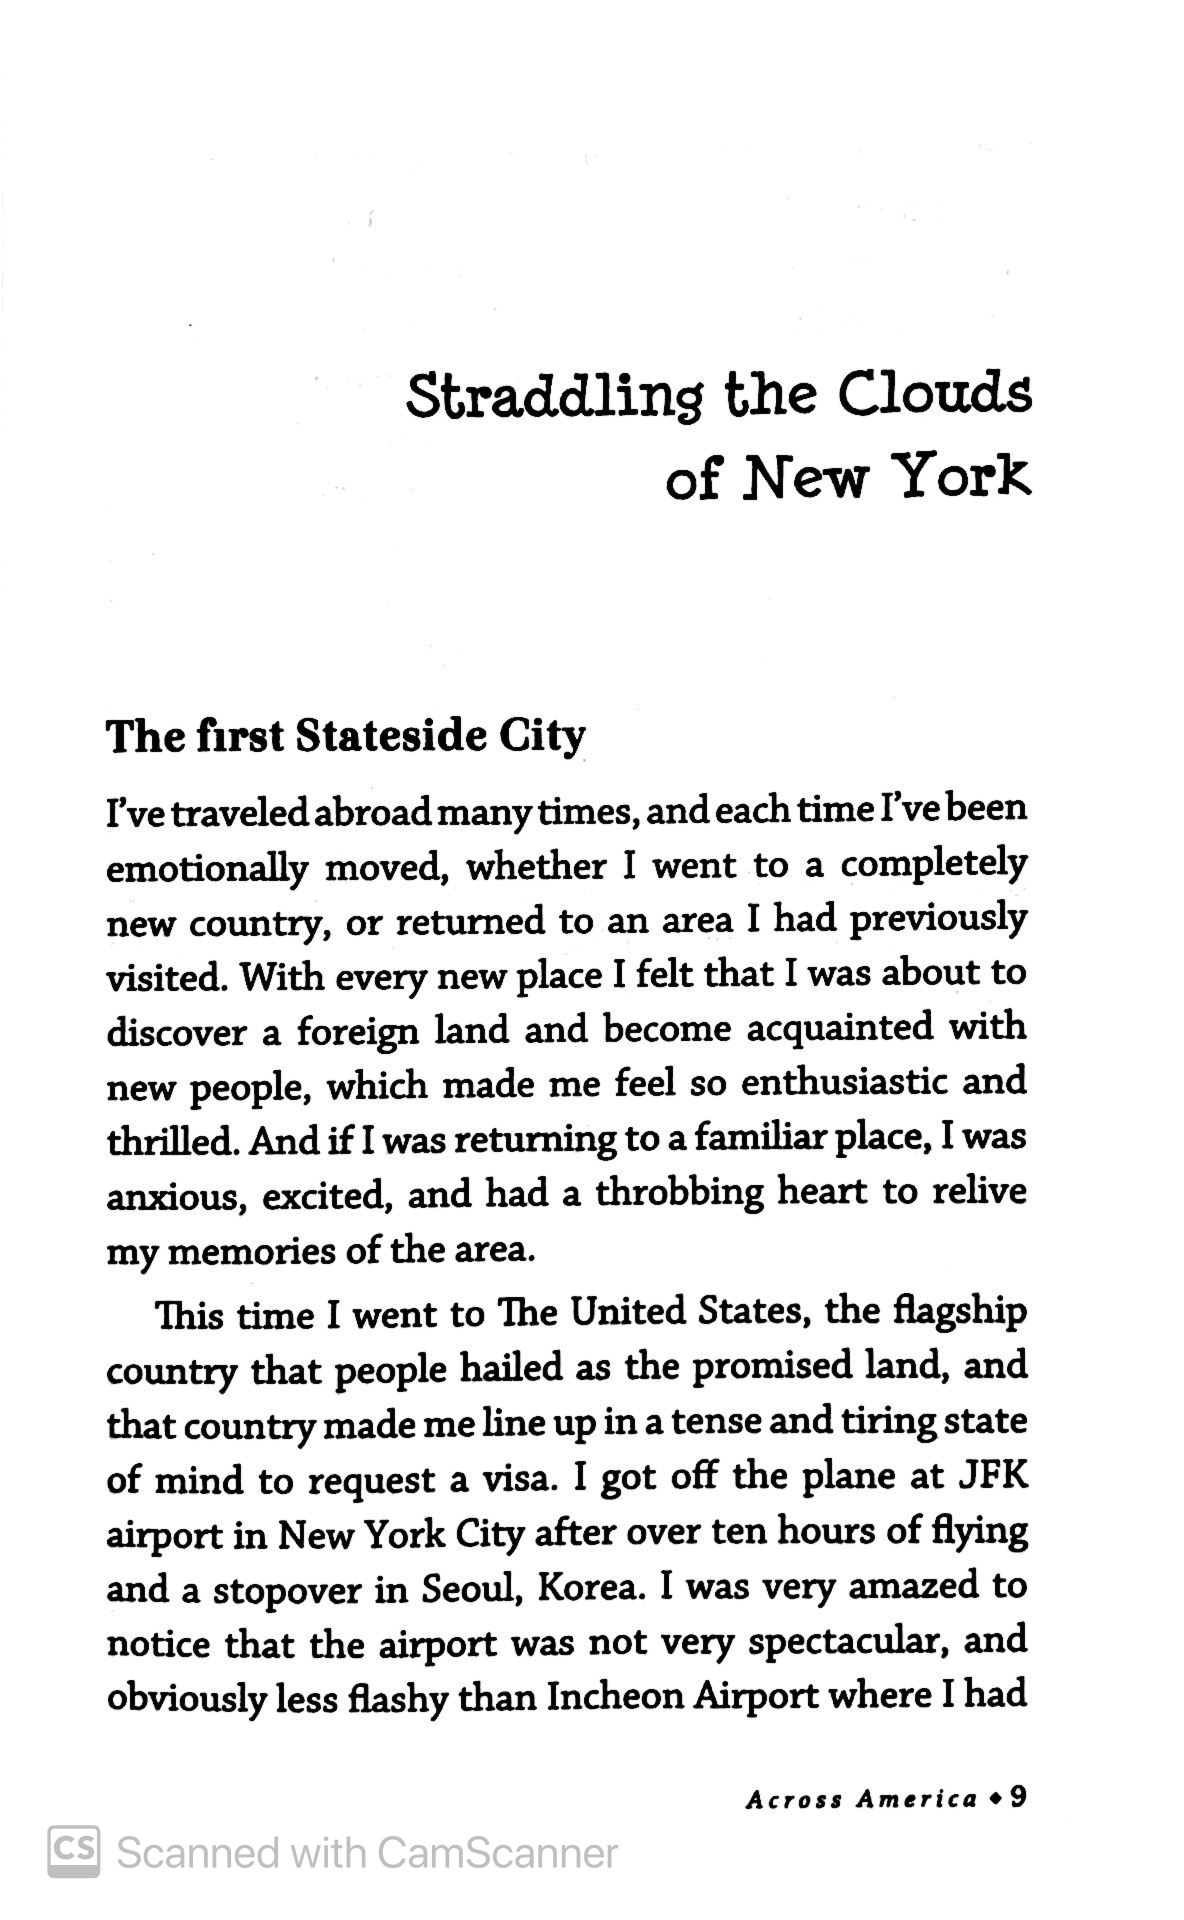 Straddling the Clouds
of New York
The first Stateside City
I've traveled abroad many times, and each time I've been
emotionally moved, whether I went to a completely
new country, or returned to an area I had previously
visited. With every new place I felt that I was about to
discover a foreign land and become acquainted with
new people, which made me feel so enthusiastic and
thrilled. And if I was returning to a familiar place, I was
anxious, excited, and had a throbbing heart to relive
my memories of the area.
This time I went to The United States, the flagship
country that people hailed as the promised land, and
that country made me line up in a tense and tiring state
of mind to request a visa. I got off the plane at JFK
airport in New York City after over ten hours of flying
and a stopover in Seoul, Korea. I was very amazed to
notice that the airport was not very spectacular, and
obviously less flashy than Incheon Airport where I had
Across America ◆ 9
CS Scanned with CamScanner